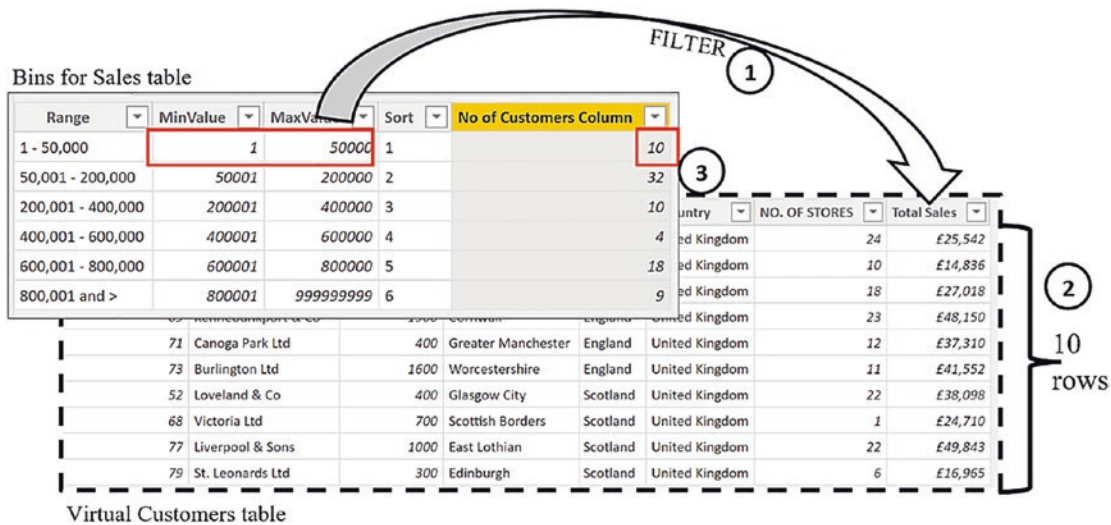 FILTER
1
Bins for Sales table
Range MinValue Sort No of Customers Column
1 - 50,000 1 50000 1 10
50,001 - 200,000 50001 200000 2 32
200,001 - 400,000 200001 400000 3 10
400,001 - 600,000 400001 600000 4 4
600,001 - 800,000 600001 800000 5 18
800,001 and > 800001 999999999 6 9
3
NO. OF STORES Total Sales
Kingdom 24 £25,542
Kingdom 10 £14,836
Kingdom 18 £27,018
Kingdom 23 £48,150
71 Canoga Park Ltd 400 Greater Manchester England United Kingdom 12 £37,310
73 Burlington Ltd 1600 Worcestershire England United Kingdom 11 £41,552
52 Loveland & Co 400 Glasgow City Scotland United Kingdom 22 £38,098
68 Victoria Ltd 700 Scottish Borders Scotland United Kingdom 1 £24,710
77 Liverpool & Sons 1000 East Lothian Scotland United Kingdom 22 £49,843
79 St. Leonards Ltd 300 Edinburgh Scotland United Kingdom 6 £16,965
2
10
rows
Virtual Customers table